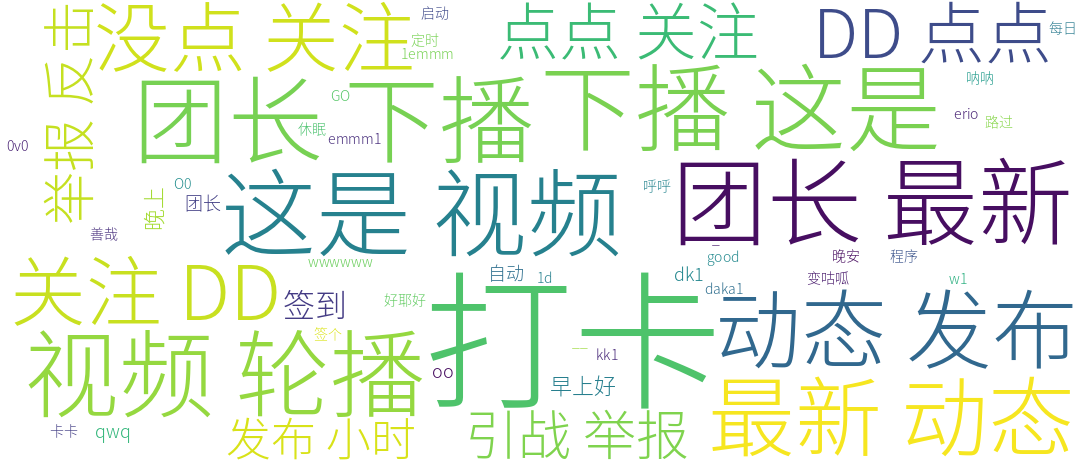 没点 关注
启动
点点 关注
DD 点点
每日
定时
lemmm
举报 反击
团长 下播
GO
休眠
emmm1
下播 这是
呐呐
erio
路过
0v0
O0
团长
晚上
善哉
这是 视频
呼呼
团长 最新
wwwwww
good
晚安
程序
关注 DD
签到
自动
1d
dk1
daka1
变咕呱
w1
好耶好
签个
打卡
动态 发布
视频 轮播
一
kk1
oo
早上好
最新 动态
卡卡
qwq
发布 小时
引战 举报